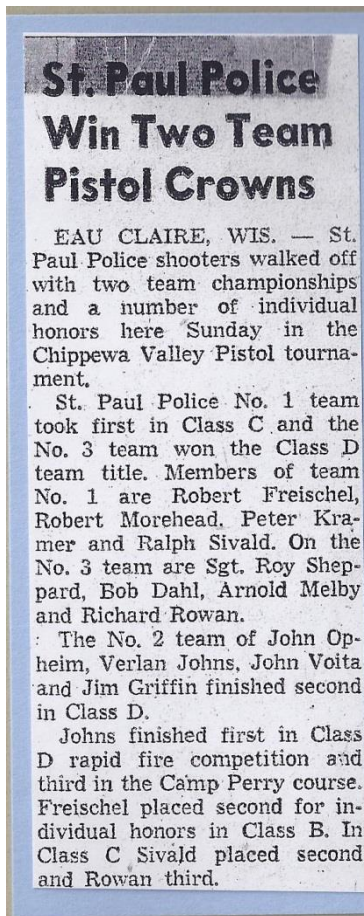 St. Paul Police
Win Two Team
Pistol Crowns
EAU CLAIRE, WIS. — St.
Paul Police shooters walked off
with two team championships
and a number of individual
honors here Sunday in the
Chippewa Valley Pistol tourna-
ment.
St. Paul Police No. 1 team
took first in Class C and the
No. 3 team won the Class D
team title. Members of team
No. 1 are Robert Freischel,
Robert Morehead, Peter Kra-
mer and Ralph Sivald. On the
No. 3 team are Sgt. Roy Shep-
pard, Bob Dahl, Arnold Melby
and Richard Rowan.
The No. 2 team of John Op-
heim, Verlan Johns, John Voita
and Jim Griffin finished second
in Class D.
Johns finished first in Class
D rapid fire competition and
third in the Camp Perry course.
Freischel placed second for in-
dividual honors in Class B. In
Class C Sivald placed second
and Rowan third.